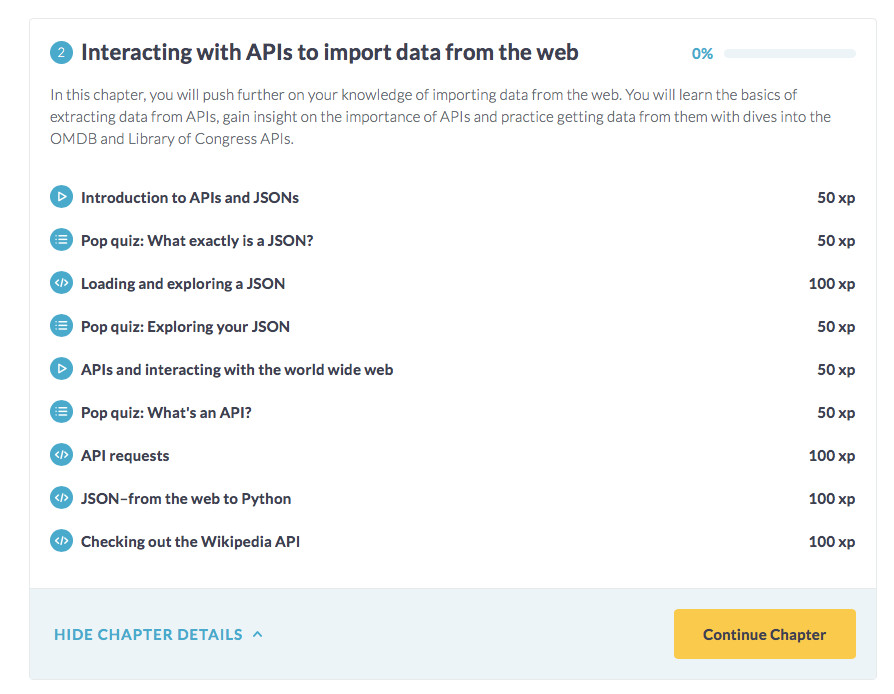 2 Interacting with APIs to import data from the web 0%
In this chapter, you will push further on your knowledge of importing data from the web. You will learn the basics of
extracting data from APIs, gain insight on the importance of APIs and practice getting data from them with dives into the
OMDB and Library of Congress APIs.
Introduction to APIs and JSONs 50 xp
Pop quiz: What exactly is a JSON? 50 xp
Loading and exploring a JSON 100 xp
Pop quiz: Exploring your JSON 50 xp
APIs and interacting with the world wide web 50 xp
Pop quiz: What's an API? 50 xp
API requests 100 xp
JSON–from the web to Python 100 xp
Checking out the Wikipedia API 100 xp
HIDE CHAPTER DETAILS Continue Chapter